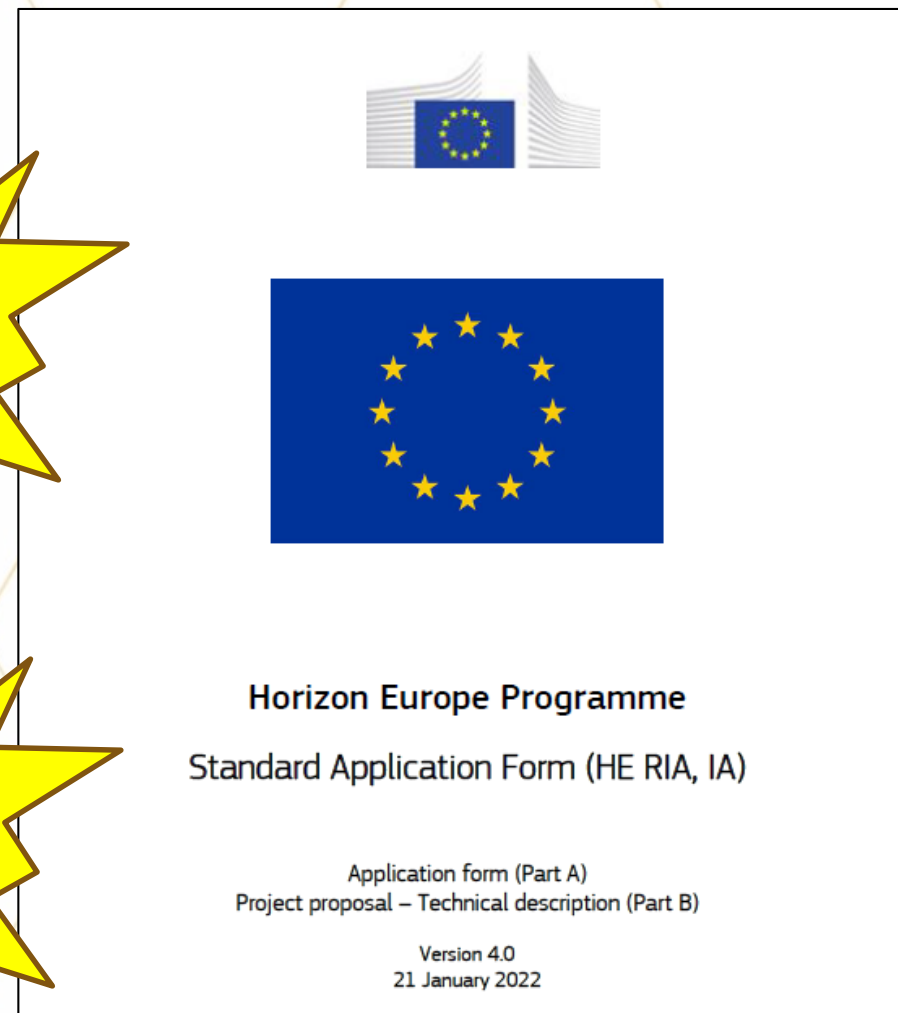 Horizon Europe Programme
Standard Application Form (HE RIA, IA)
Application form (Part A)
Project proposal – Technical description (Part B)
Version 4.0
21 January 2022